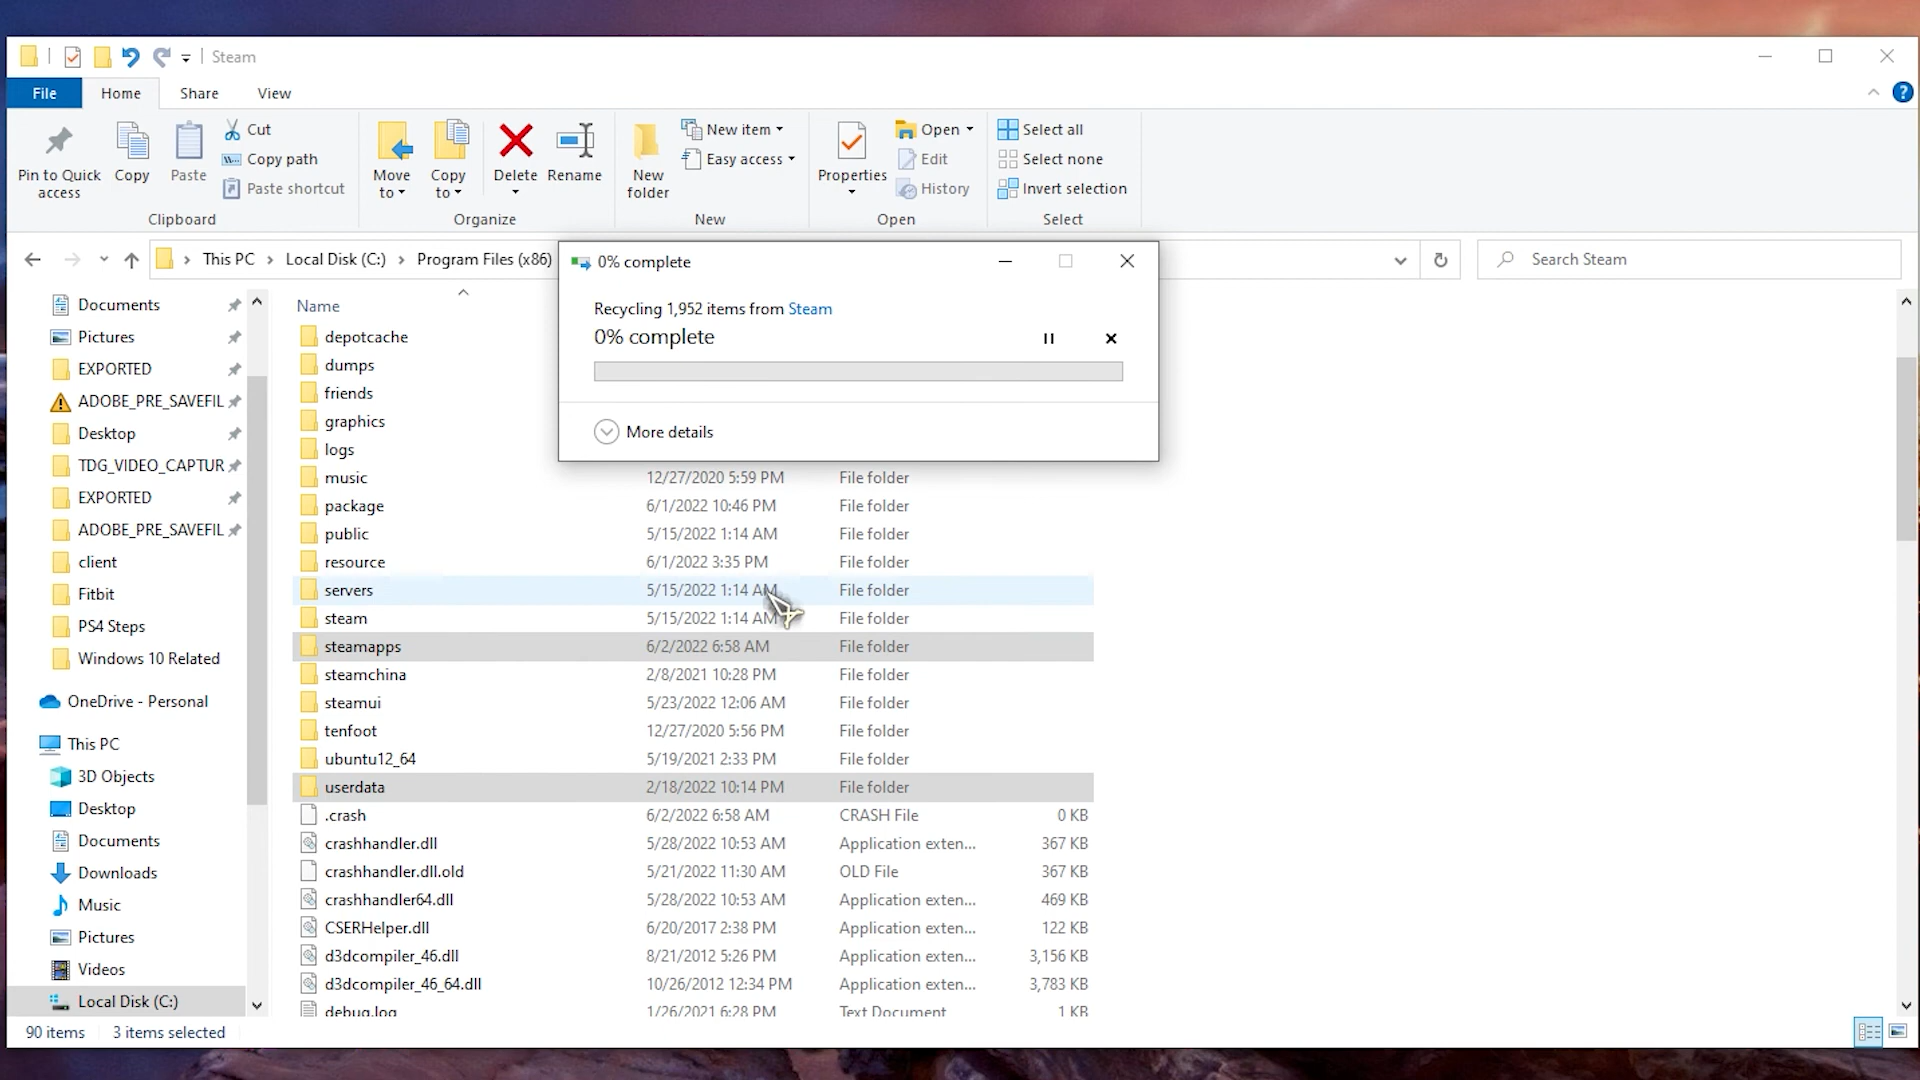 Steam
File Home Share View
Pin to Quick access
Copy
Paste
Cut
Copy path
Paste shortcut
Clipboard
Move to
Copy to
Delete
Rename
Organize
New folder
New item
Easy access
New
Properties
Open
Edit
History
Open
Select all
Select none
Invert selection
Select
This PC > Local Disk (C:) > Program Files (x86)
Search Steam
0% complete
Recycling 1,952 items from Steam
0% complete
More details
Documents
Pictures
EXPORTED
ADOBE_PRE_SAVEFIL
Desktop
TDG_VIDEO_CAPTUR
EXPORTED
ADOBE_PRE_SAVEFIL
client
Fitbit
PS4 Steps
Windows 10 Related
OneDrive - Personal
This PC
3D Objects
Desktop
Documents
Downloads
Music
Pictures
Videos
Local Disk (C:)
Name
depotcache
dumps
friends
graphics
logs
music 12/27/2020 5:59 PM File folder
package 6/1/2022 10:46 PM File folder
public 5/15/2022 1:14 AM File folder
resource 6/1/2022 3:35 PM File folder
servers 5/15/2022 1:14 AM File folder
steam 5/15/2022 1:14 AM File folder
steamapps 6/2/2022 6:58 AM File folder
steamchina 2/8/2021 10:28 PM File folder
steamui 5/23/2022 12:06 AM File folder
tenfoot 12/27/2020 5:56 PM File folder
ubuntu12_64 5/19/2021 2:33 PM File folder
userdata 2/18/2022 10:14 PM File folder
.crash 6/2/2022 6:58 AM CRASH File 0 KB
crashhandler.dll 5/28/2022 10:53 AM Application exten... 367 KB
crashhandler.dll.old 5/21/2022 11:30 AM OLD File 367 KB
crashhandler64.dll 5/28/2022 10:53 AM Application exten... 469 KB
CSERHelper.dll 6/20/2017 2:38 PM Application exten... 122 KB
d3dcompiler_46.dll 8/21/2012 5:26 PM Application exten... 3,156 KB
d3dcompiler_46_64.dll 10/26/2012 12:34 PM Application exten... 3,783 KB
debug.log 1/26/2021 6:28 PM Text Document 1 KB
90 items 3 items selected